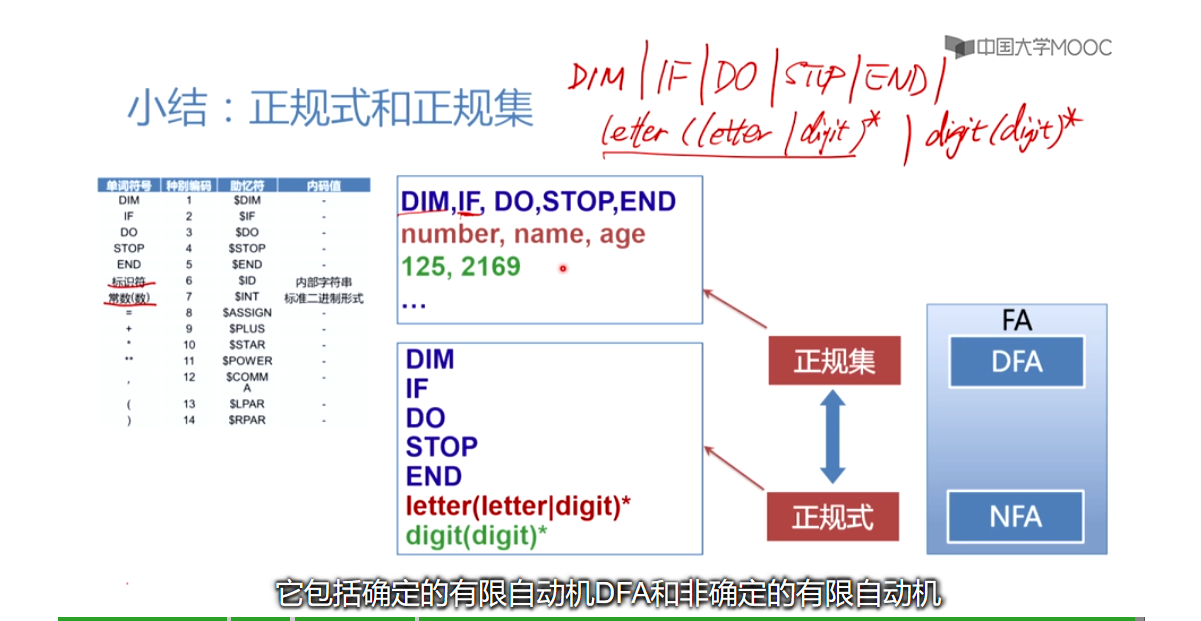 中国大学MOOC
DIM | IF | DO | STOP | END |
letter (letter | digit)* | digit(digit)*
小结：正规式和正规集
单词符号 种别编码 助忆符 内码值
DIM 1 $DIM -
IF 2 $IF -
DO 3 $DO -
STOP 4 $STOP -
END 5 $END -
标识符 6 $ID 内部字符串
常数(数) 7 $INT 标准二进制形式
= 8 $ASSIGN -
+ 9 $PLUS -
* 10 $STAR -
** 11 $POWER -
, 12 $COMM -
A
( 13 $LPAR -
) 14 $RPAR -
DIM,IF, DO,STOP,END
number, name, age
125, 2169
...
DIM
IF
DO
STOP
END
letter(letter|digit)*
digit(digit)*
正规集
正规式
FA
DFA
NFA
它包括确定的有限自动机DFA和非确定的有限自动机